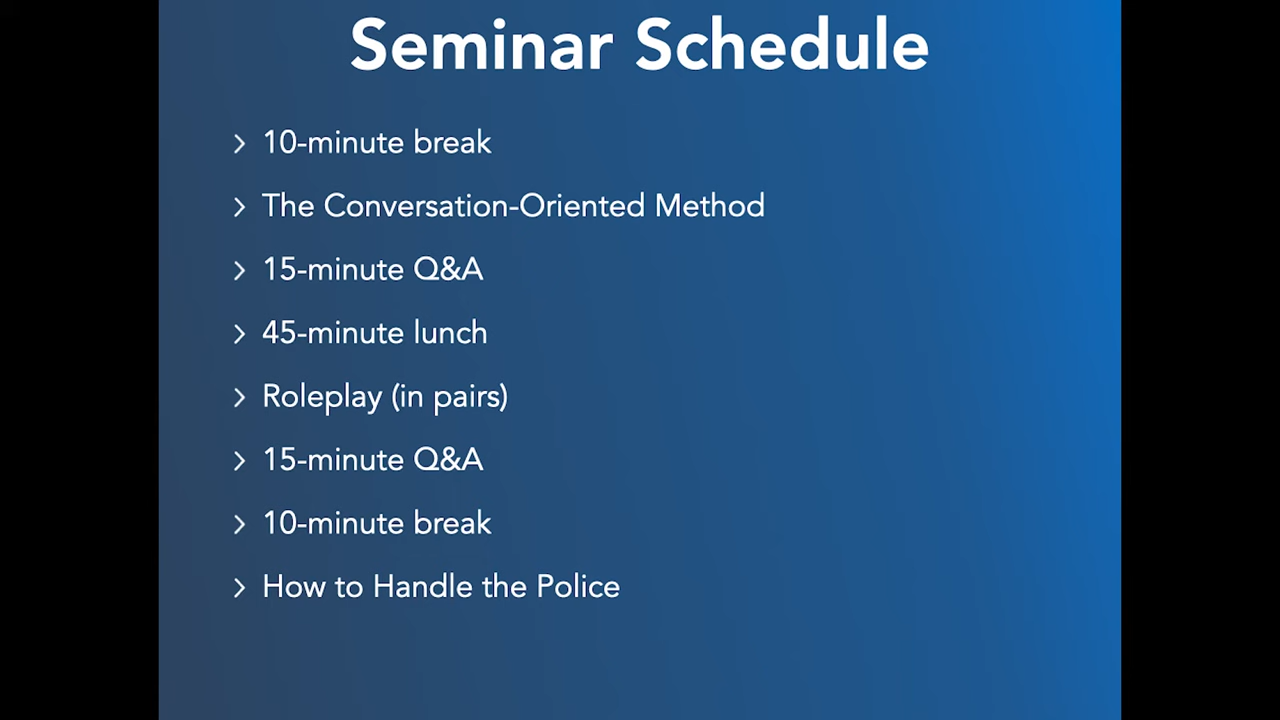 Seminar Schedule
10-minute break
The Conversation-Oriented Method
15-minute Q&A
45-minute lunch
Roleplay (in pairs)
15-minute Q&A
10-minute break
How to Handle the Police